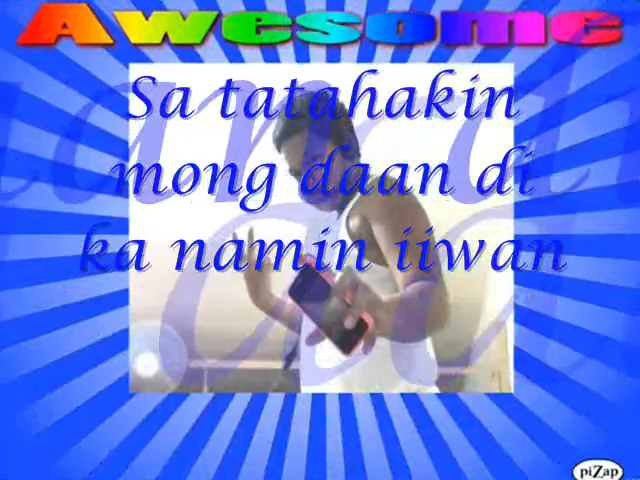 Awesome
Sa tatahakin
mong daan di
ka namin iiwan
piZap